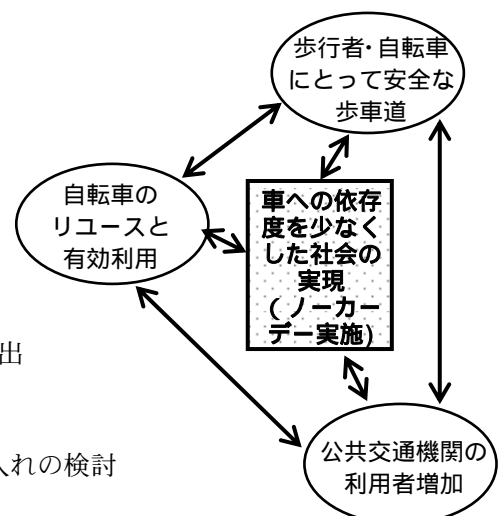 歩行者・自転車
にとって安全な
歩車道
自転車の
リユースと
有効利用
車への依存
度を少なく
した社会の
実現
(ノーカー
デー実施)
出
入れの検討
公共交通機関の
利用者増加